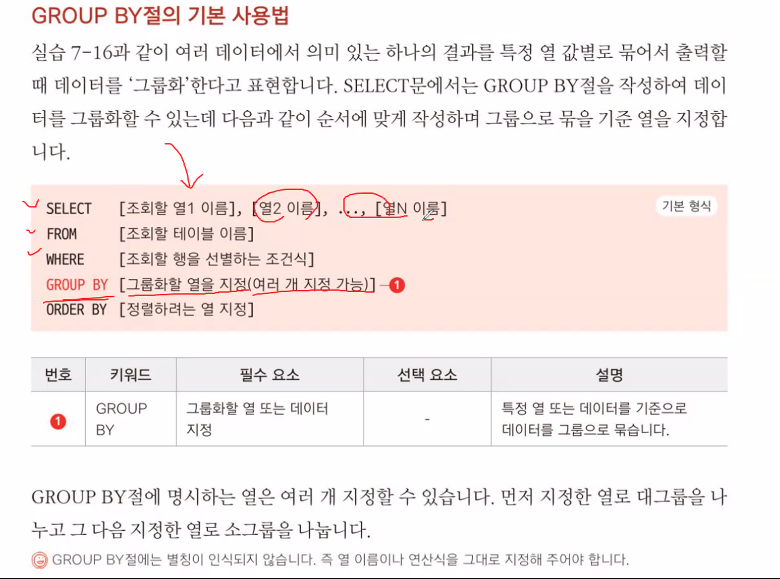 GROUP BY절의 기본 사용법
실습 7-16과 같이 여러 데이터에서 의미 있는 하나의 결과를 특정 열 값별로 묶어서 출력할
때 데이터를 ‘그룹화’한다고 표현합니다. SELECT문에서는 GROUP BY절을 작성하여 데이
터를 그룹화할 수 있는데 다음과 같이 순서에 맞게 작성하며 그룹으로 묶을 기준 열을 지정합
니다.
SELECT [조회할 열1 이름], [열2 이름], ..., [열N 이름] 기본 형식
FROM [조회할 테이블 이름]
WHERE [조회할 행을 선별하는 조건식]
GROUP BY [그룹화할 열을 지정(여러 개 지정 가능)] 1
ORDER BY [정렬하려는 열 지정]
번호 키워드 필수 요소 선택 요소 설명
1 GROUP BY 그룹화할 열 또는 데이터 지정 - 특정 열 또는 데이터를 기준으로 데이터를 그룹으로 묶습니다.
GROUP BY절에 명시하는 열은 여러 개 지정할 수 있습니다. 먼저 지정한 열로 대그룹을 나
누고 그 다음 지정한 열로 소그룹을 나눕니다.
GROUP BY절에는 별칭이 인식되지 않습니다. 즉 열 이름이나 연산식을 그대로 지정해 주어야 합니다.